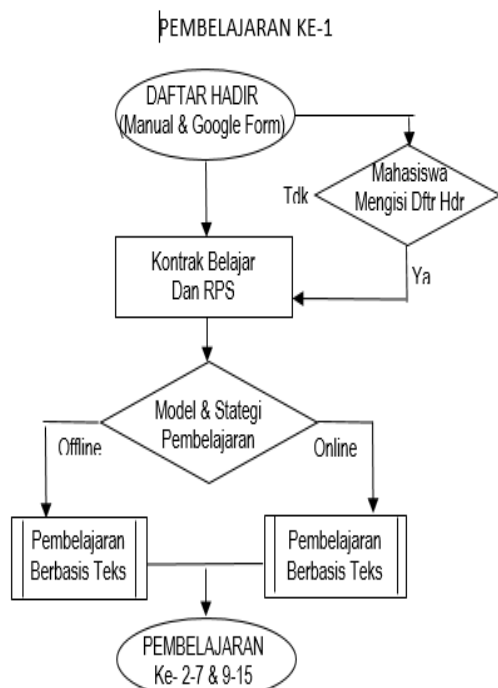 PEMBELAJARAN KE-1
DAFTAR HADIR
(Manual & Google Form)
Mahasiswa
Mengisi Dftr Hdr
Tdk
Ya
Kontrak Belajar
Dan RPS
Model & Stategi
Pembelajaran
Offline
Online
Pembelajaran
Berbasis Teks
Pembelajaran
Berbasis Teks
PEMBELAJARAN
Ke- 2-7 & 9-15